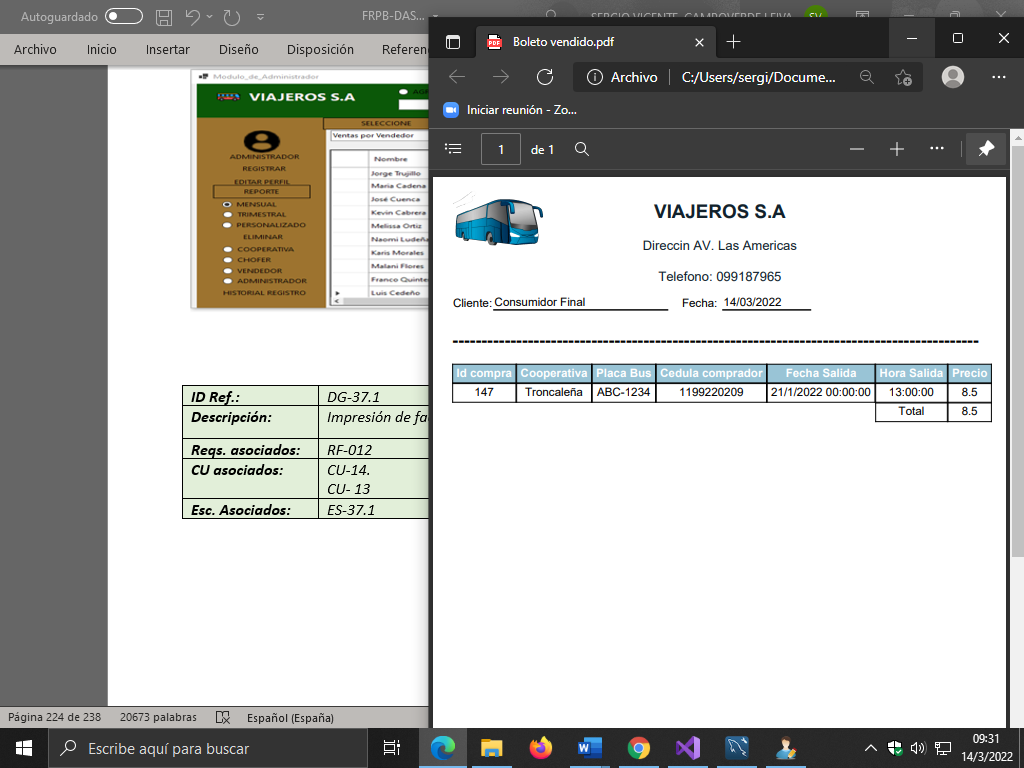 Autoguardado
FRPB-DAS...
SERGIO VICENTE CAMPOVERDE LEIVA
SV
Archivo Inicio Insertar Diseño Disposición Referen
Modulo_de_Administrador
VIAJEROS S.A
SELECCIONE
Ventas por Vendedor
ADMINISTRADOR
REGISTRAR
EDITAR PERFIL
REPORTE
MENSUAL
TRIMESTRAL
PERSONALIZADO
ELIMINAR
COOPERATIVA
CHOFER
VENDEDOR
ADMINISTRADOR
HISTORIAL REGISTRO
Nombre
Jorge Trujillo
Maria Cadena
José Cuenca
Kevin Cabrera
Melissa Ortiz
Naomi Ludeña
Karis Morales
Malani Flores
Franco Quinte
Luis Cedeño
ID Ref.: DG-37.1
Descripción: Impresión de fa
Reqs. asociados: RF-012
CU asociados: CU-14.
CU- 13
Esc. Asociados: ES-37.1
Página 224 de 238 20673 palabras Español (España)
Boleto vendido.pdf
Archivo C:/Users/sergi/Docume...
Iniciar reunión - Zo...
1 de 1
VIAJEROS S.A
Direccin AV. Las Americas
Telefono: 099187965
Cliente: Consumidor Final Fecha: 14/03/2022
Id compra Cooperativa Placa Bus Cedula comprador Fecha Salida Hora Salida Precio
147 Troncaleña ABC-1234 1199220209 21/1/2022 00:00:00 13:00:00 8.5
Total 8.5
Escribe aquí para buscar
09:31
14/3/2022